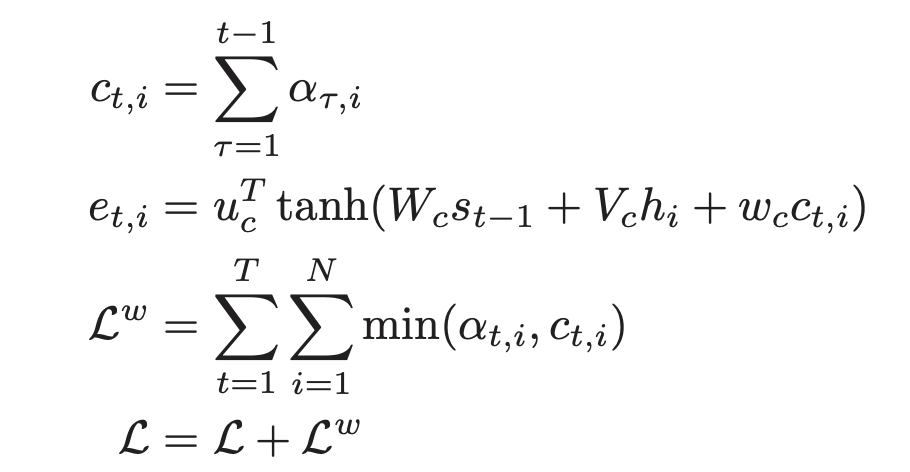 c_{t,i} = \sum_{\tau=1}^{t-1} \alpha_{\tau,i}
e_{t,i} = u_c^T \tanh(W_c s_{t-1} + V_c h_i + w_c c_{t,i})
\mathcal{L}^w = \sum_{t=1}^{T} \sum_{i=1}^{N} \min(\alpha_{t,i}, c_{t,i})
\mathcal{L} = \mathcal{L} + \mathcal{L}^w